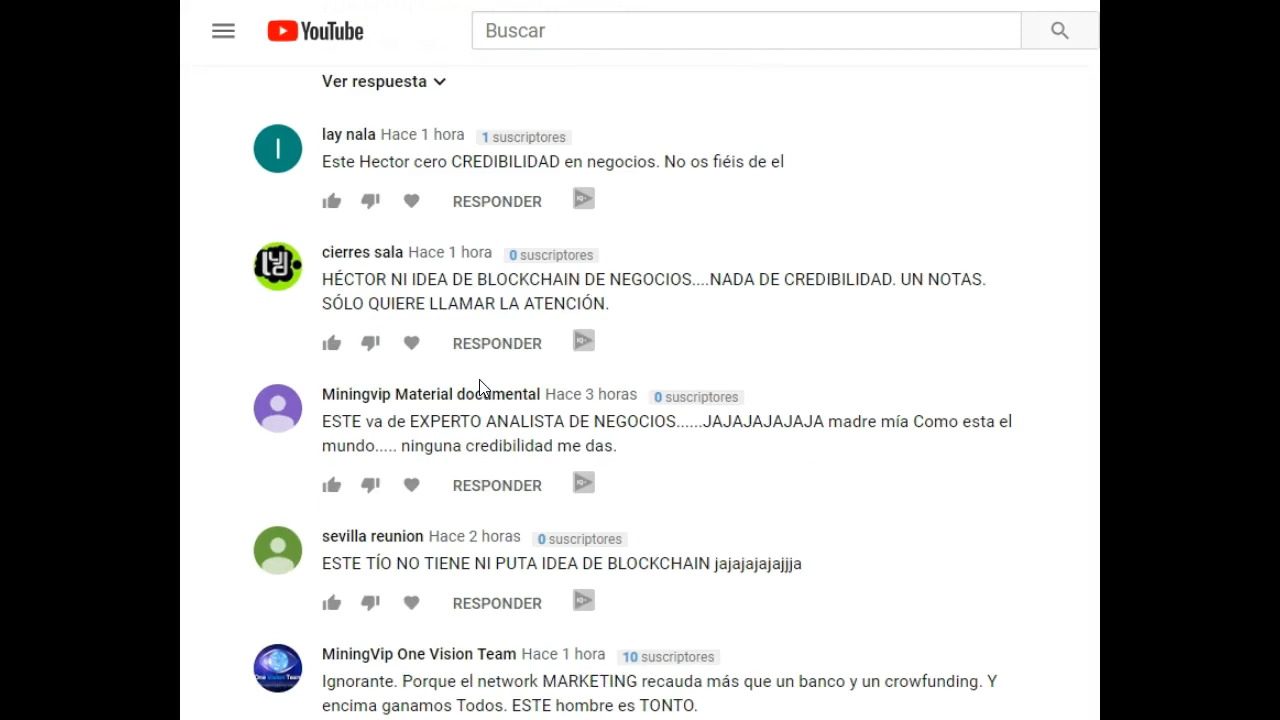 YouTube
Buscar
Ver respuesta
I
lay nala Hace 1 hora 1 suscriptores
Este Hector cero CREDIBILIDAD en negocios. No os fiéis de el
RESPONDER
cierres sala Hace 1 hora 0 suscriptores
HÉCTOR NI IDEA DE BLOCKCHAIN DE NEGOCIOS....NADA DE CREDIBILIDAD. UN NOTAS.
SÓLO QUIERE LLAMAR LA ATENCIÓN.
RESPONDER
Miningvip Material documental Hace 3 horas 0 suscriptores
ESTE va de EXPERTO ANALISTA DE NEGOCIOS......JAJAJAJAJAJA madre mía Como esta el
mundo..... ninguna credibilidad me das.
RESPONDER
sevilla reunion Hace 2 horas 0 suscriptores
ESTE TÍO NO TIENE NI PUTA IDEA DE BLOCKCHAIN jajajajajajjja
RESPONDER
One Vision Team
MiningVip One Vision Team Hace 1 hora 10 suscriptores
Ignorante. Porque el network MARKETING recauda más que un banco y un crowfunding. Y
encima ganamos Todos. ESTE hombre es TONTO.